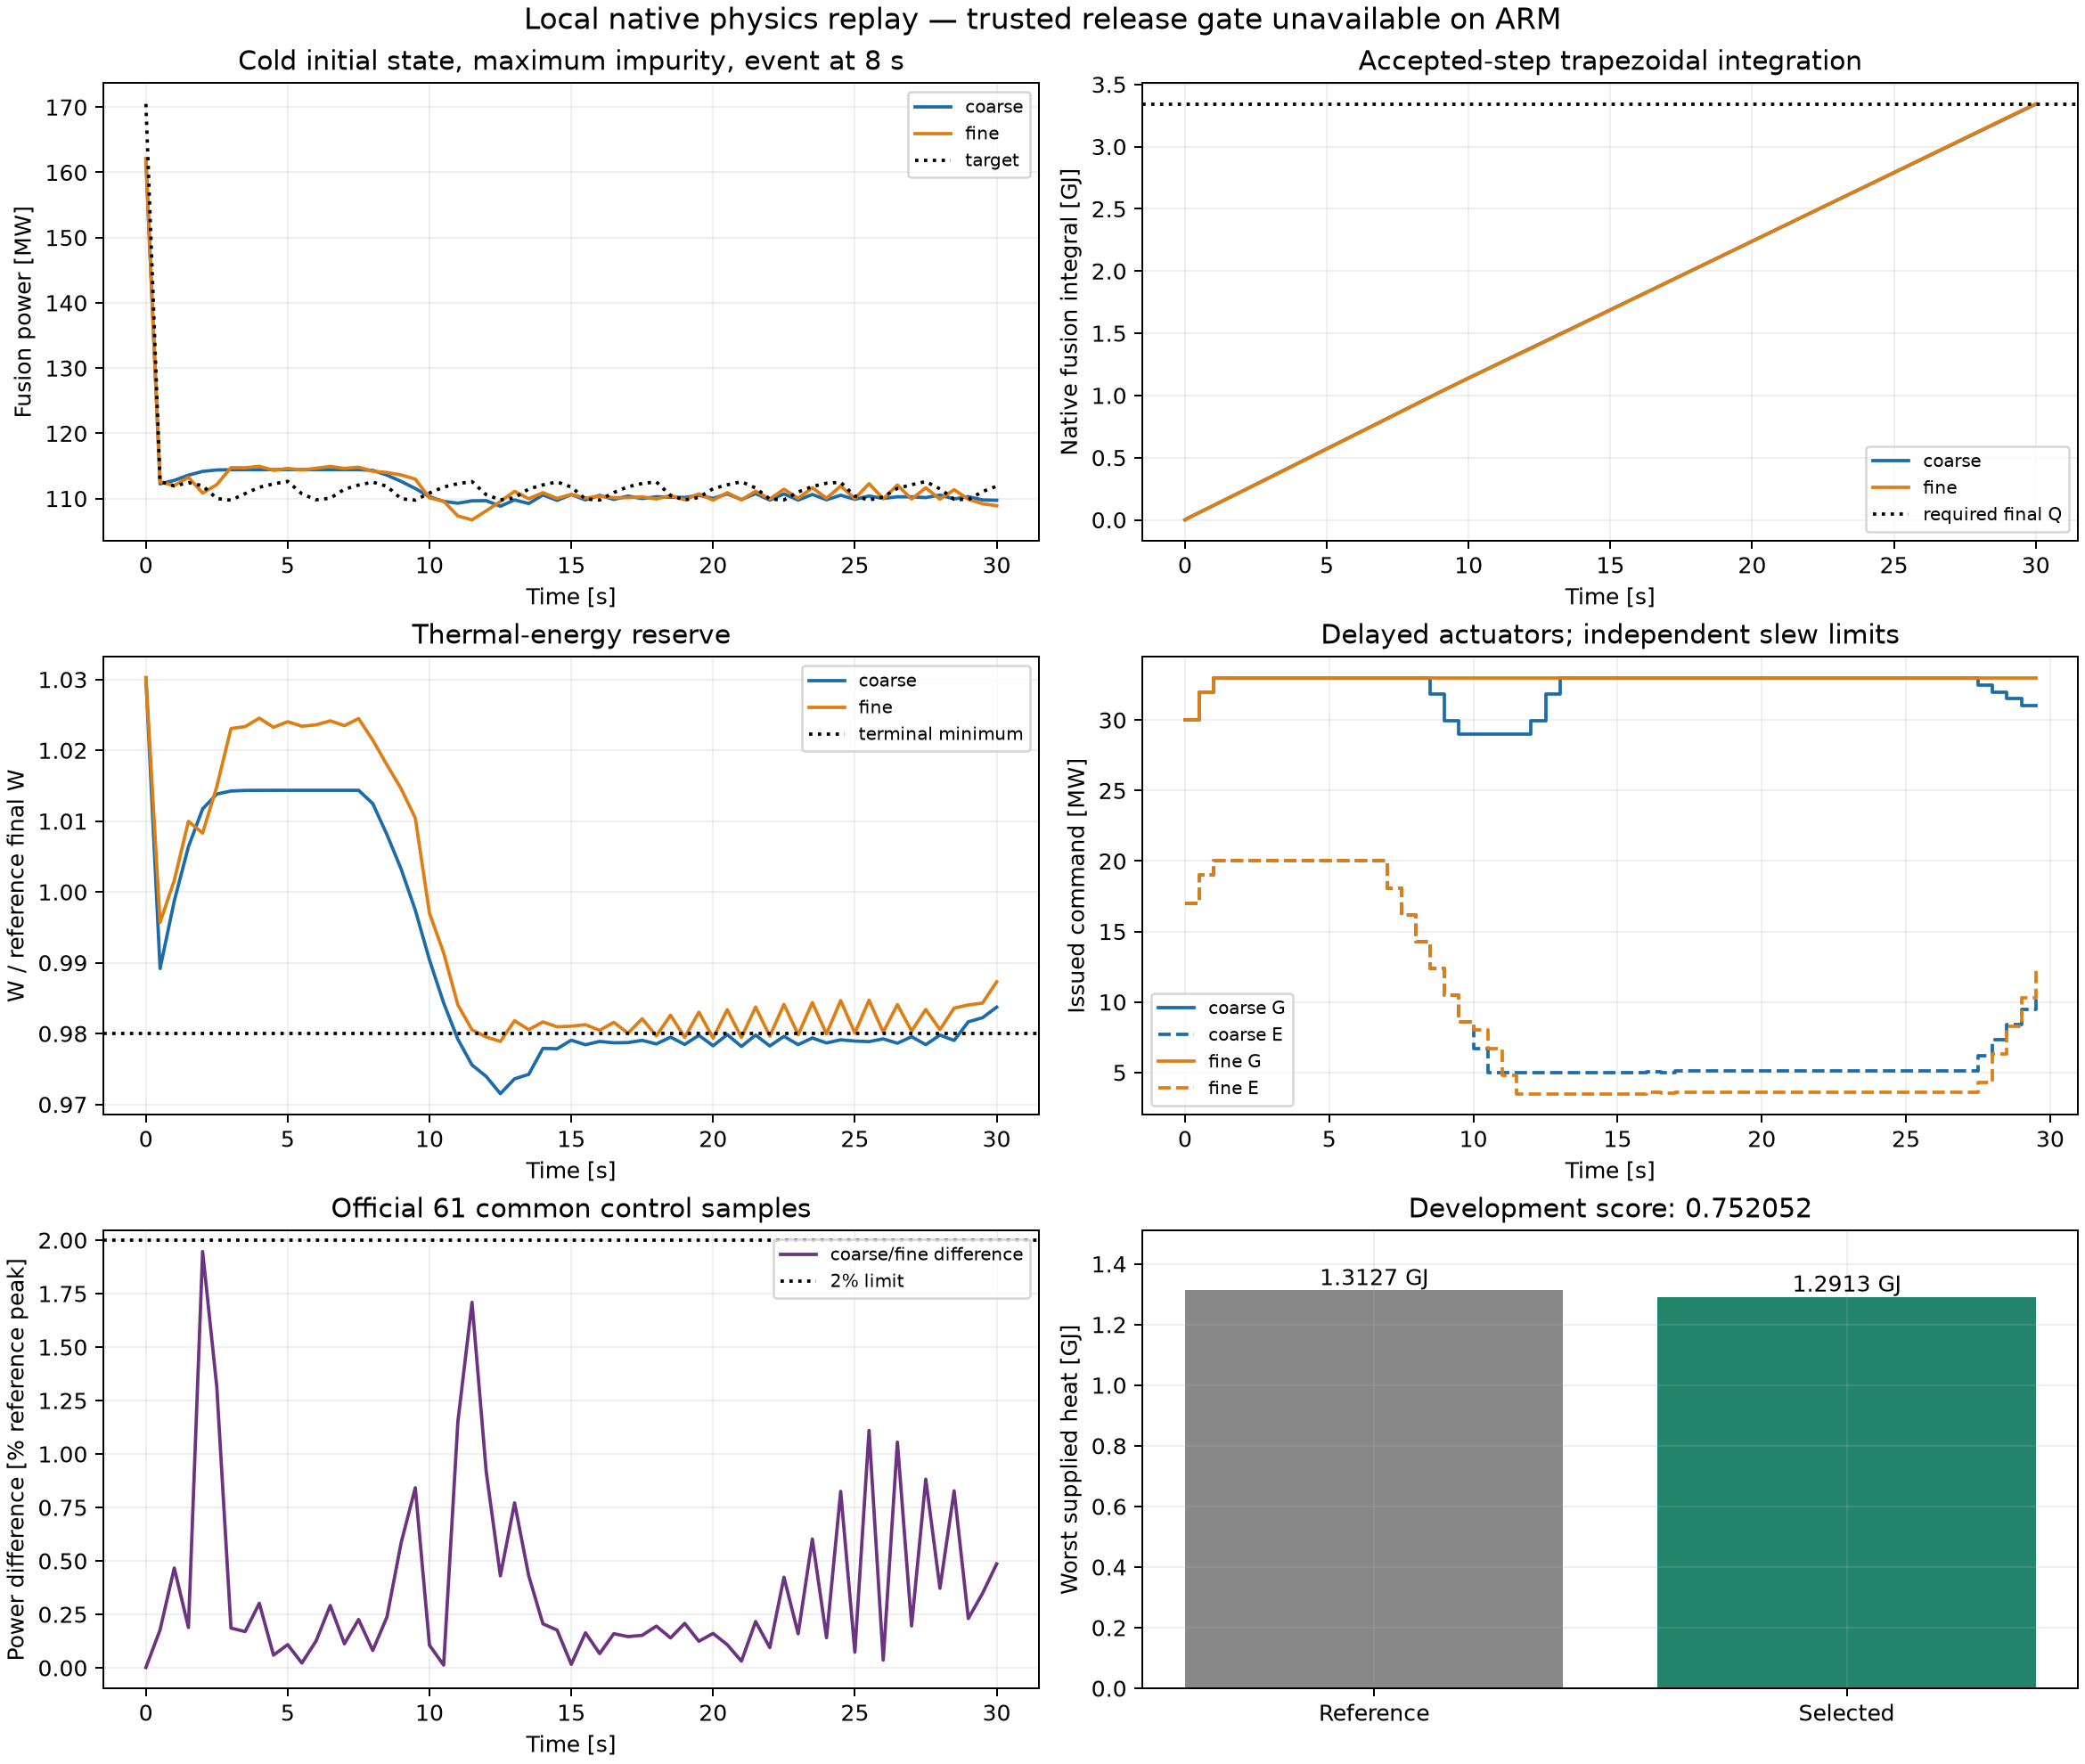 Local native physics replay — trusted release gate unavailable on ARM
Cold initial state, maximum impurity, event at 8 s
Fusion power [MW]
170
160
150
140
130
120
110
coarse
fine
target
0 5 10 15 20 25 30
Time [s]
Accepted-step trapezoidal integration
Native fusion integral [GJ]
3.5
3.0
2.5
2.0
1.5
1.0
0.5
0.0
coarse
fine
required final Q
0 5 10 15 20 25 30
Time [s]
Thermal-energy reserve
W / reference final W
1.03
1.02
1.01
1.00
0.99
0.98
0.97
coarse
fine
terminal minimum
0 5 10 15 20 25 30
Time [s]
Delayed actuators; independent slew limits
Issued command [MW]
30
25
20
15
10
5
coarse G
coarse E
fine G
fine E
0 5 10 15 20 25 30
Time [s]
Official 61 common control samples
Power difference [% reference peak]
2.00
1.75
1.50
1.25
1.00
0.75
0.50
0.25
0.00
coarse/fine difference
2% limit
0 5 10 15 20 25 30
Time [s]
Development score: 0.752052
Worst supplied heat [GJ]
1.4
1.2
1.0
0.8
0.6
0.4
0.2
0.0
1.3127 GJ
1.2913 GJ
Reference
Selected